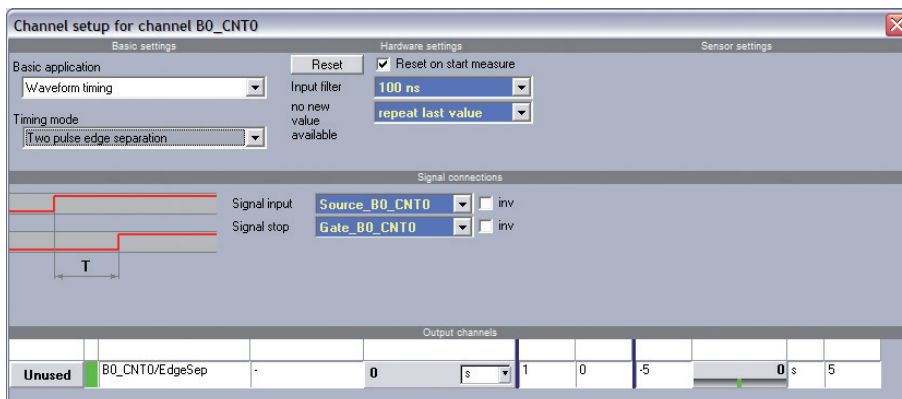 Channel setup for channel B0_CNT0
Basic settings
Hardware settings
Sensor settings
Basic application
Waveform timing
Timing mode
Two pulse edge separation
Reset
Reset on start measure
Input filter
100 ns
no new
value
available
repeat last value
Signal connections
Signal input
Source_B0_CNT0
inv
Signal stop
Gate_B0_CNT0
inv
T
Output channels
Unused B0_CNT0/EdgeSep - 0 s 1 0 -5 0 s 5